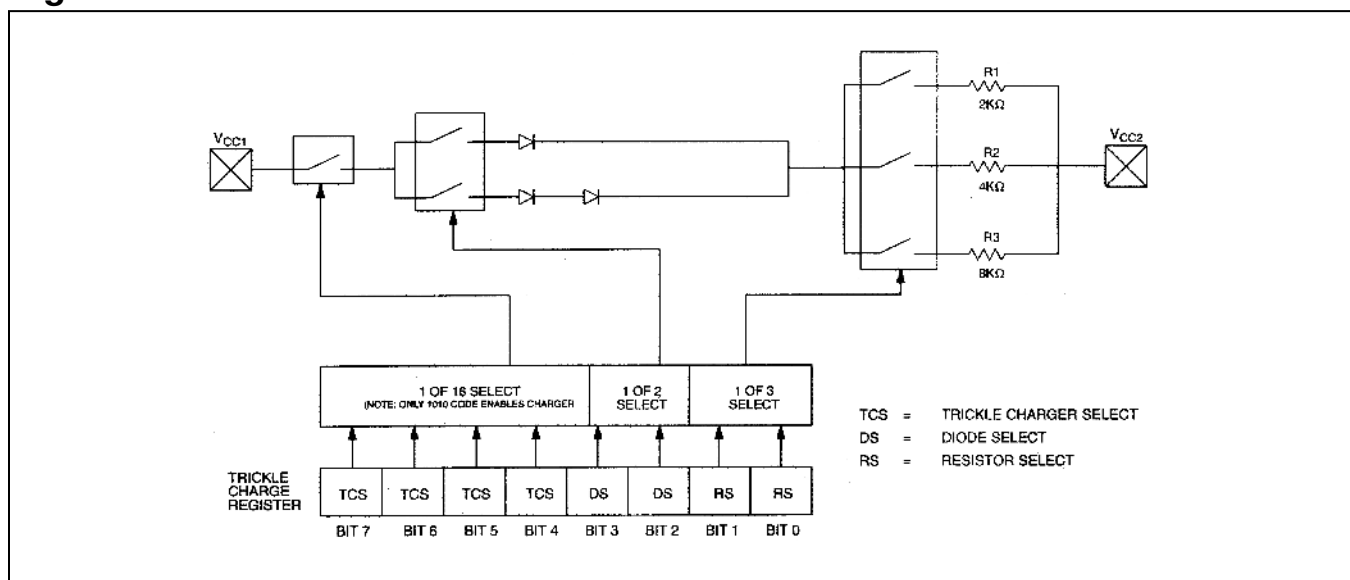 R1
2KΩ
VCC1
VCC2
R2
4KΩ
R3
8KΩ
1 OF 16 SELECT
(NOTE: ONLY 1010 CODE ENABLES CHARGER
1 OF 2
SELECT
1 OF 3
SELECT
TCS = TRICKLE CHARGER SELECT
DS = DIODE SELECT
RS = RESISTOR SELECT
TRICKLE
CHARGE
REGISTER
TCS TCS TCS TCS DS DS RS RS
BIT 7 BIT 6 BIT 5 BIT 4 BIT 3 BIT 2 BIT 1 BIT 0